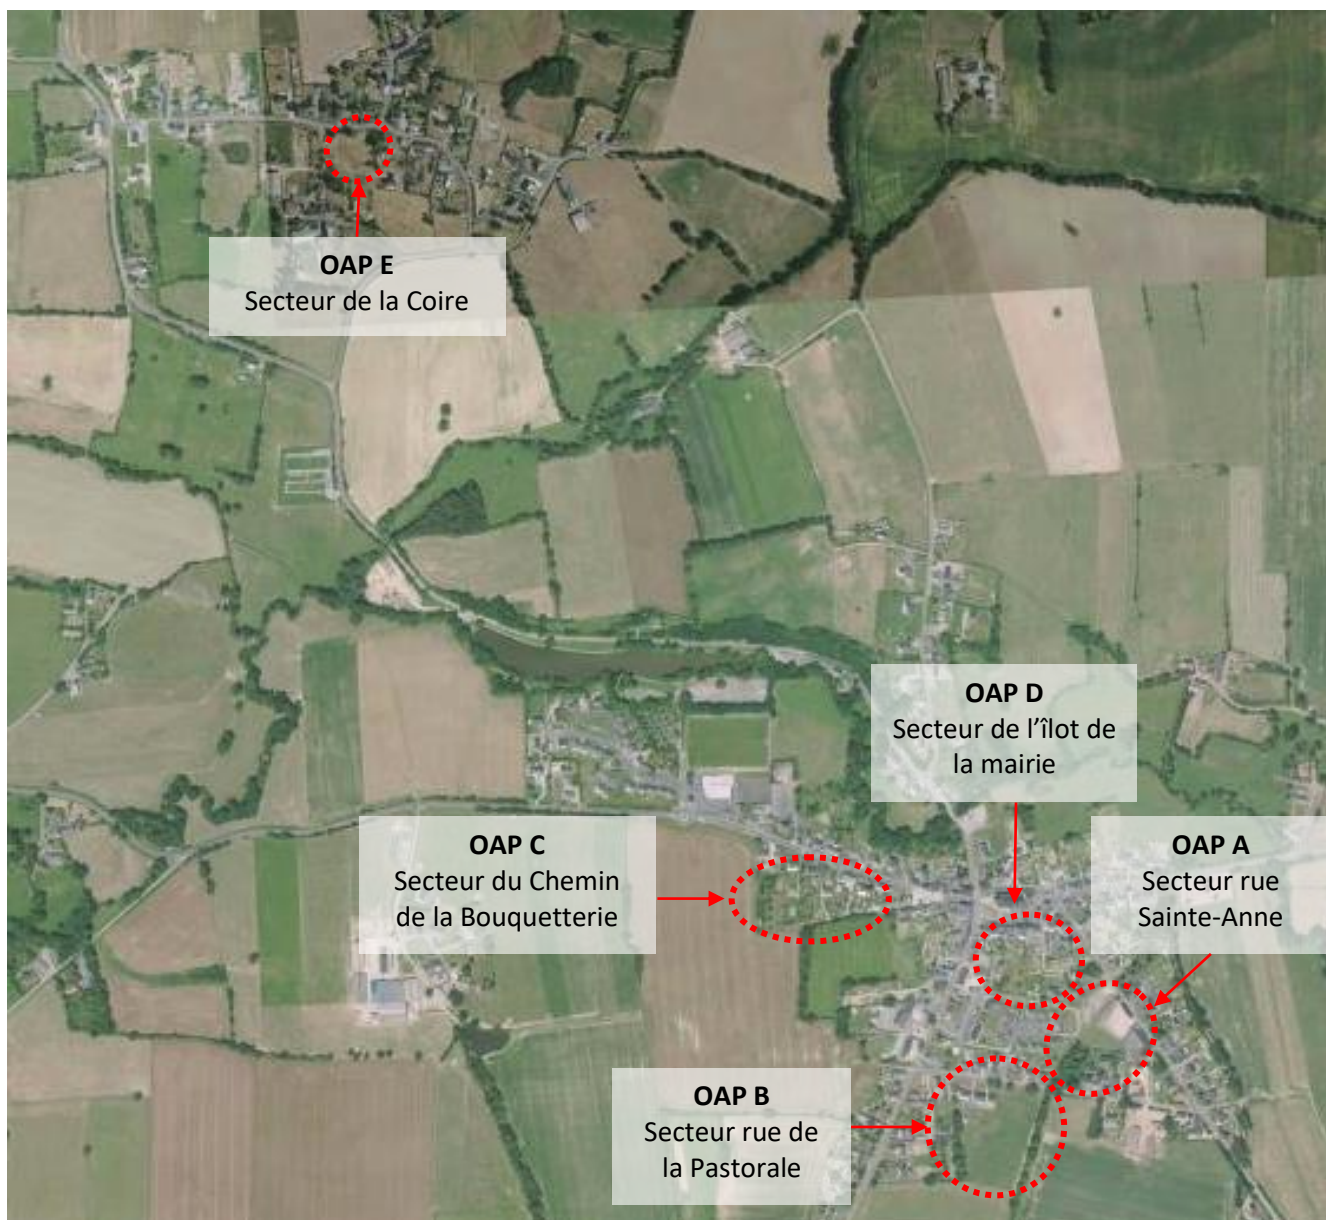 OAP E
Secteur de la Coire
OAP D
Secteur de l’îlot de
la mairie
OAP C
Secteur du Chemin
de la Bouquetterie
OAP A
Secteur rue
Sainte-Anne
OAP B
Secteur rue de
la Pastorale